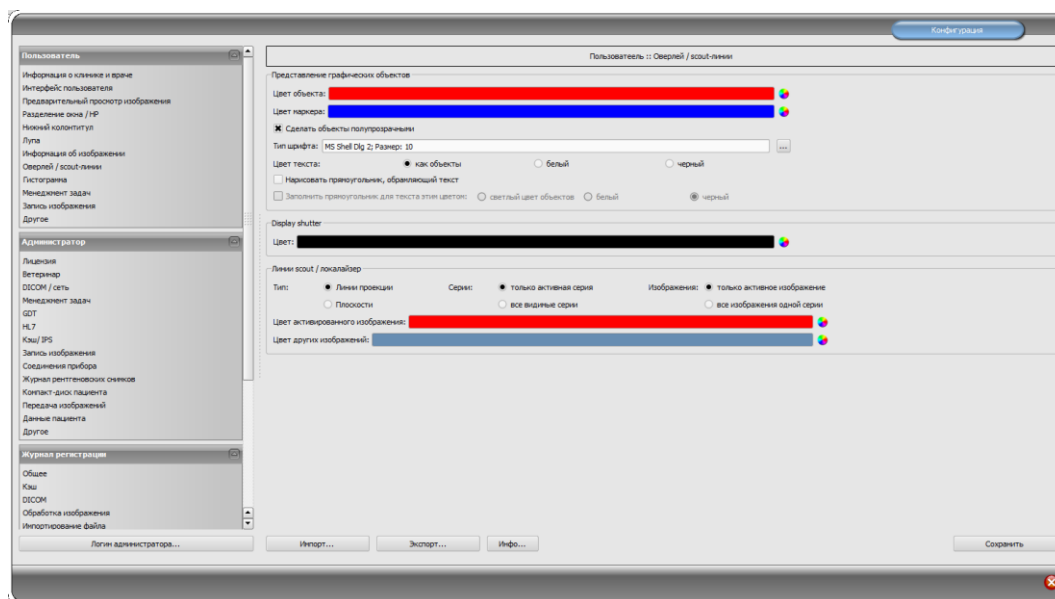 Конфигурация
Пользователь
Информация о клинике и враче
Интерфейс пользователя
Предварительный просмотр изображения
Разделение окна / HP
Нижний колонтитул
Лупа
Информация об изображении
Оверлей / scout-линии
Гистограмма
Менеджмент задач
Запись изображения
Другое
Администратор
Лицензия
Ветеринар
DICOM / сеть
Менеджмент задач
GDT
HL7
Кэш/ IPS
Запись изображения
Соединения прибора
Журнал рентгеновских снимков
Компакт-диск пациента
Передача изображений
Данные пациента
Другое
Журнал регистрации
Общее
Кэш
DICOM
Обработка изображения
Импортирование файла
Логин администратора...
Пользователеь :: Оверлей / scout-линии
Представление графических объектов
Цвет объекта:
Цвет маркера:
Сделать объекты полупрозрачными
Тип шрифта: MS Shell Dlg 2; Размер: 10 ...
Цвет текста: как объекты белый черный
Нарисовать прямоугольник, обрамляющий текст
Заполнить прямоугольник для текста этим цветом: светлый цвет объектов белый черный
Display shutter
Цвет:
Линии scout / локалайзер
Тип: Линии проекции Серии: только активная серия Изображения: только активное изображение
Плоскости все видимые серии все изображения одной серии
Цвет активированного изображения:
Цвет других изображений:
Импорт... Экспорт... Инфо... Сохранить